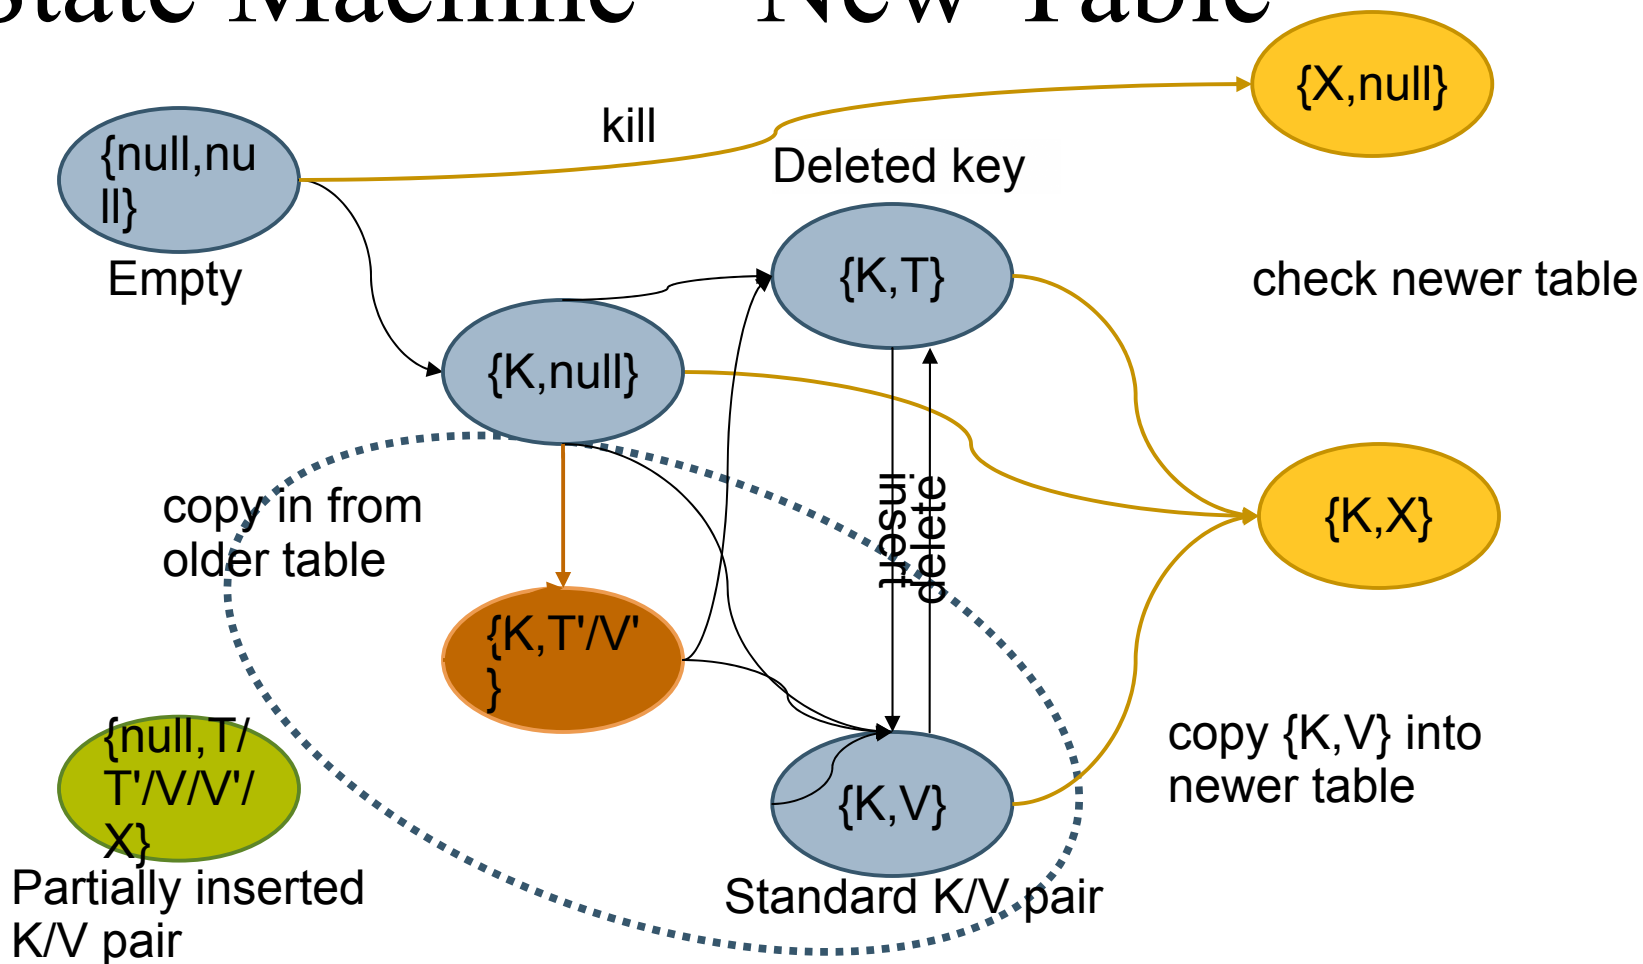 State Machine New Table
{X,null}
kill
{null,nu
ll}
Deleted key
Empty
{K,T}
check newer table
{K,null}
copy in from
older table
insert
delete
{K,X}
{K,T'/V'
}
{null,T/
T'/V/V'/
X}
copy {K,V} into
newer table
{K,V}
Partially inserted
K/V pair
Standard K/V pair